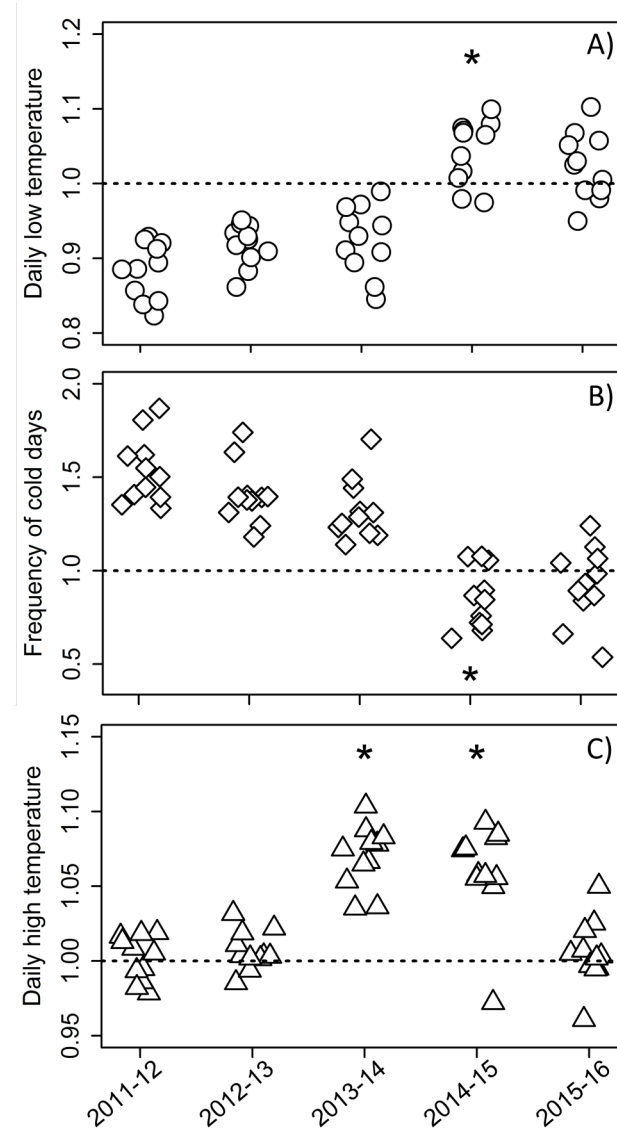 A)
Daily low temperature
1.2
1.1
1.0
0.9
0.8
*
B)
Frequency of cold days
2.0
1.5
1.0
0.5
*
C)
Daily high temperature
1.15
1.10
1.05
1.00
0.95
* *
2011-12 2012-13 2013-14 2014-15 2015-16